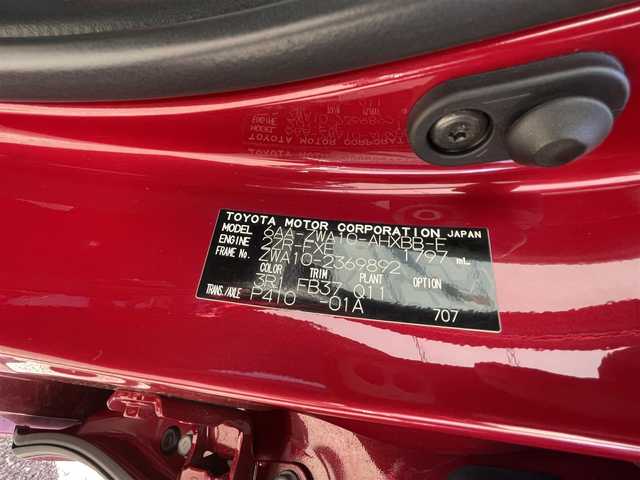 TOYOTA MOTOR CORPORATION JAPAN
MODEL 6AA-ZWA10-AHXBB-E
ENGINE 2ZR-FXE 1797 mL
FRAME No. ZWA10-2369892
COLOR TRIM PLANT OPTION
3R1 FB37 Q11
TRANS./AXLE P410 -01A
707